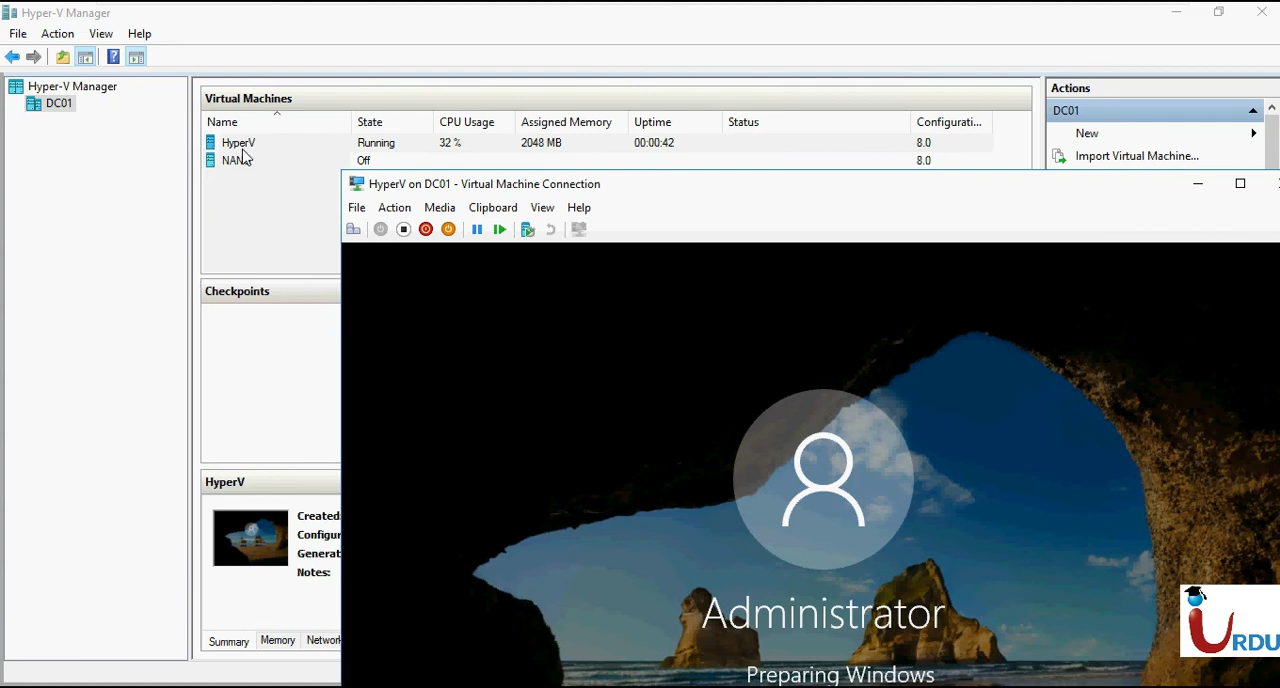 Hyper-V Manager
File Action View Help
Hyper-V Manager
DC01
Virtual Machines
Name State CPU Usage Assigned Memory Uptime Status Configurati...
HyperV Running 32 % 2048 MB 00:00:42 8.0
Off 8.0
Actions
DC01
New
Import Virtual Machine...
HyperV on DC01 - Virtual Machine Connection
File Action Media Clipboard View Help
Checkpoints
HyperV
Created:
Configur
Generat
Notes:
Summary Memory Network
Administrator
Preparing Windows
URDU